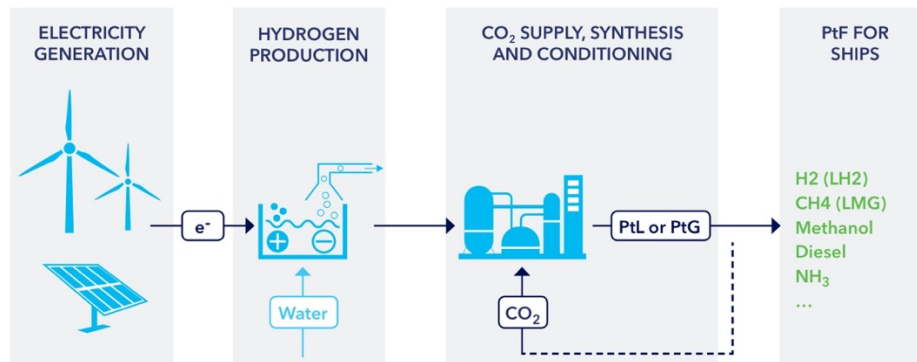 ELECTRICITY
GENERATION
HYDROGEN
PRODUCTION
CO₂ SUPPLY, SYNTHESIS
AND CONDITIONING
PtF FOR
SHIPS
e⁻
Water
CO₂
PtL or PtG
H2 (LH2)
CH4 (LMG)
Methanol
Diesel
NH₃
...